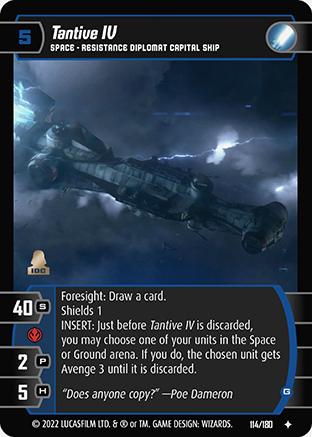 5 Tantive IV
SPACE - RESISTANCE DIPLOMAT CAPITAL SHIP
IDC
40 S
2 P
5 H
Foresight: Draw a card.
Shields 1
INSERT: Just before Tantive IV is discarded,
you may choose one of your units in the Space
or Ground arena. If you do, the chosen unit gets
Avenge 3 until it is discarded.
“Does anyone copy?” —Poe Dameron
G
© 2022 LUCASFILM LTD. & ® or TM. GAME DESIGN: WIZARDS. 114/180